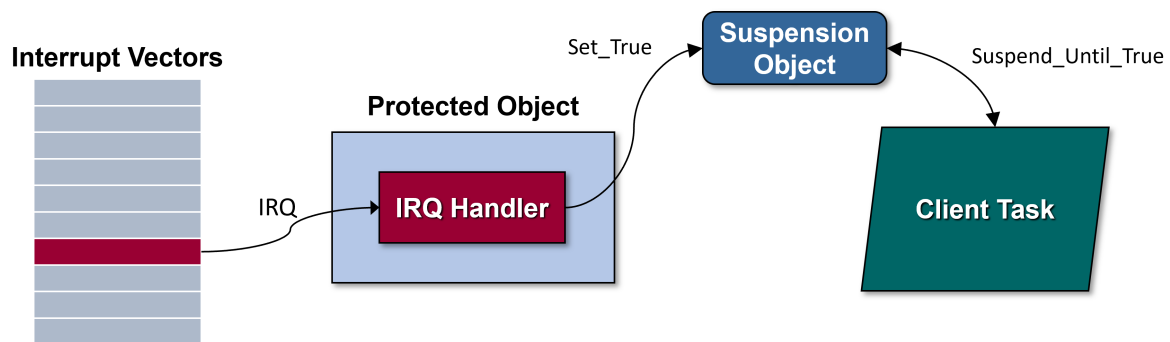 Interrupt Vectors
IRQ
Protected Object
IRQ Handler
Set_True
Suspension
Object
Suspend_Until_True
Client Task